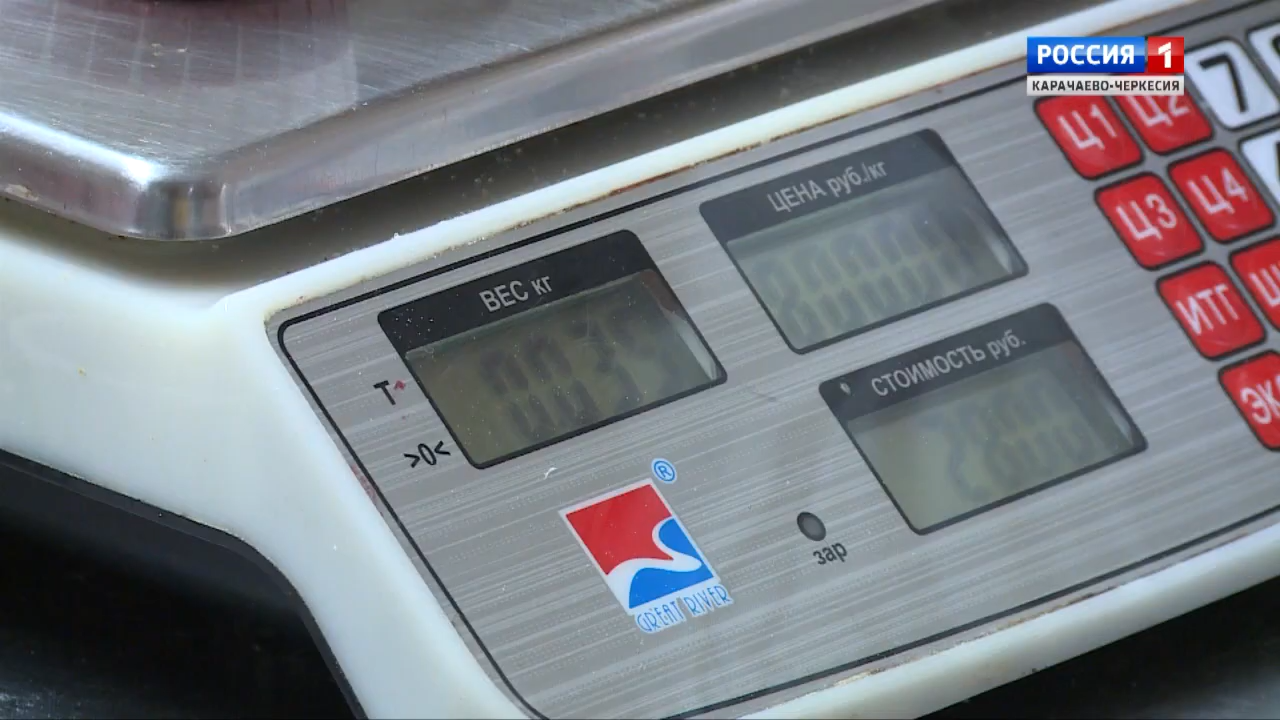 РОССИЯ 1
КАРАЧАЕВО-ЧЕРКЕСИЯ
7
Ц1 Ц2
Ц3 Ц4
ИТГ
ЦЕНА руб./кг
ВЕС кг
T
>0<
СТОИМОСТЬ руб.
®
GREAT RIVER
зар